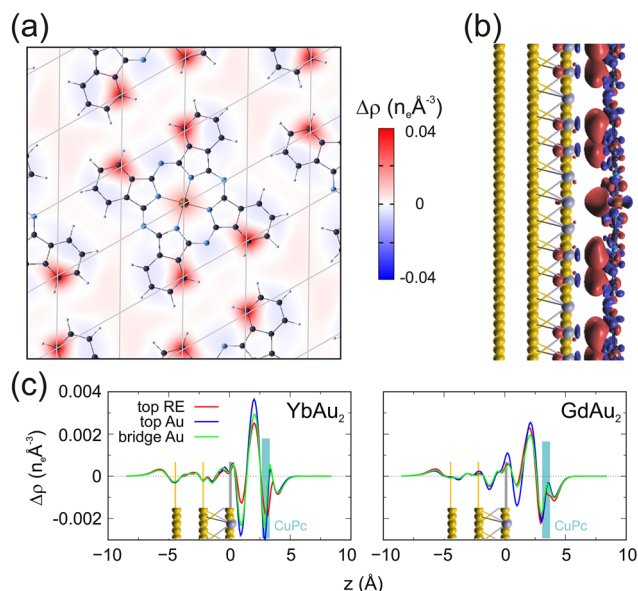 (a)
Δρ (nₑÅ⁻³)
0.04
0
-0.04
(b)
(c)
0.004
0.002
0
−0.002
Δρ (nₑÅ⁻³)
top RE
top Au
bridge Au
YbAu₂
CuPc
−10 −5 0 5 10
GdAu₂
CuPc
−10 −5 0 5 10
z (Å)